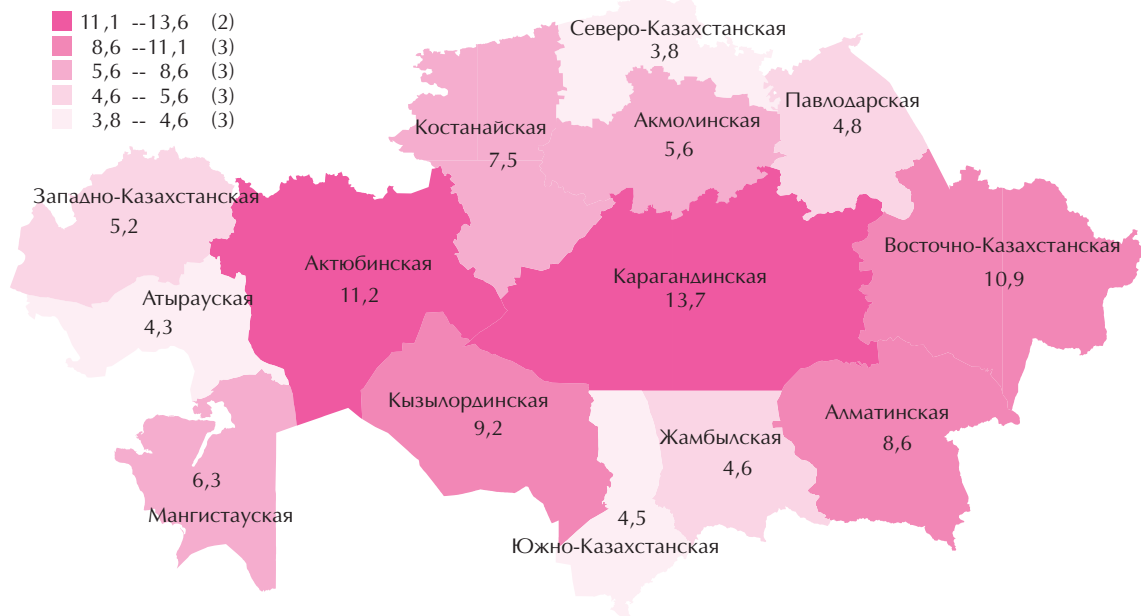 11,1 --13,6 (2)
8,6 --11,1 (3)
5,6 -- 8,6 (3)
4,6 -- 5,6 (3)
3,8 -- 4,6 (3)
Северо-Казахстанская
3,8
Павлодарская
4,8
Костанайская
7,5
Акмолинская
5,6
Западно-Казахстанская
5,2
Восточно-Казахстанская
10,9
Актюбинская
11,2
Карагандинская
13,7
Атырауская
4,3
Кызылординская
9,2
Алматинская
8,6
Жамбылская
4,6
6,3
Мангистауская
4,5
Южно-Казахстанская